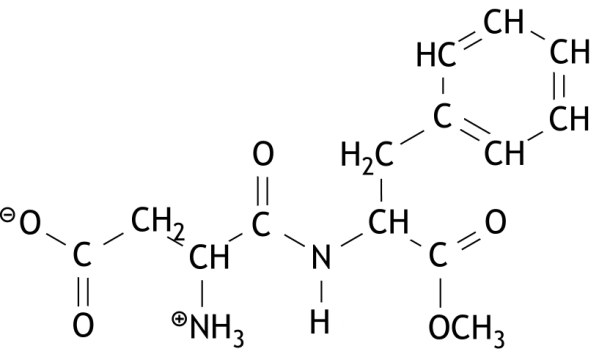 CH
HC CH
C CH
CH
O H₂C
⊖O CH₂ C CH O
C CH N C
O ⊕NH₃ H OCH₃